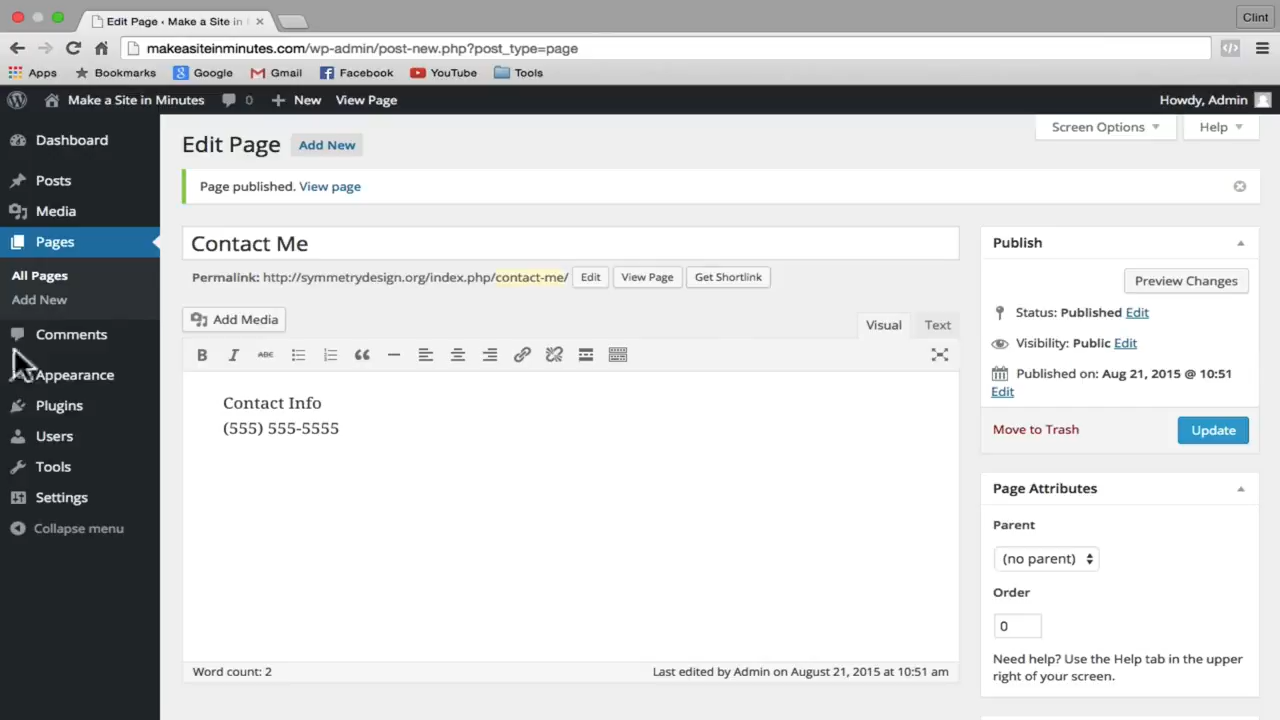 Edit Page ‹ Make a Site in
Clint
makeasiteinminutes.com/wp-admin/post-new.php?post_type=page
Apps Bookmarks Google Gmail Facebook YouTube Tools
Make a Site in Minutes 0 New View Page Howdy, Admin
Dashboard
Posts
Media
Pages
All Pages
Add New
Comments
Appearance
Plugins
Users
Tools
Settings
Collapse menu
Screen Options Help
Edit Page Add New
Page published. View page
Contact Me
Permalink: http://symmetrydesign.org/index.php/contact-me/ Edit View Page Get Shortlink
Add Media
Visual Text
B I ABC
Contact Info
(555) 555-5555
Word count: 2 Last edited by Admin on August 21, 2015 at 10:51 am
Publish
Preview Changes
Status: Published Edit
Visibility: Public Edit
Published on: Aug 21, 2015 @ 10:51
Edit
Move to Trash Update
Page Attributes
Parent
(no parent)
Order
0
Need help? Use the Help tab in the upper
right of your screen.